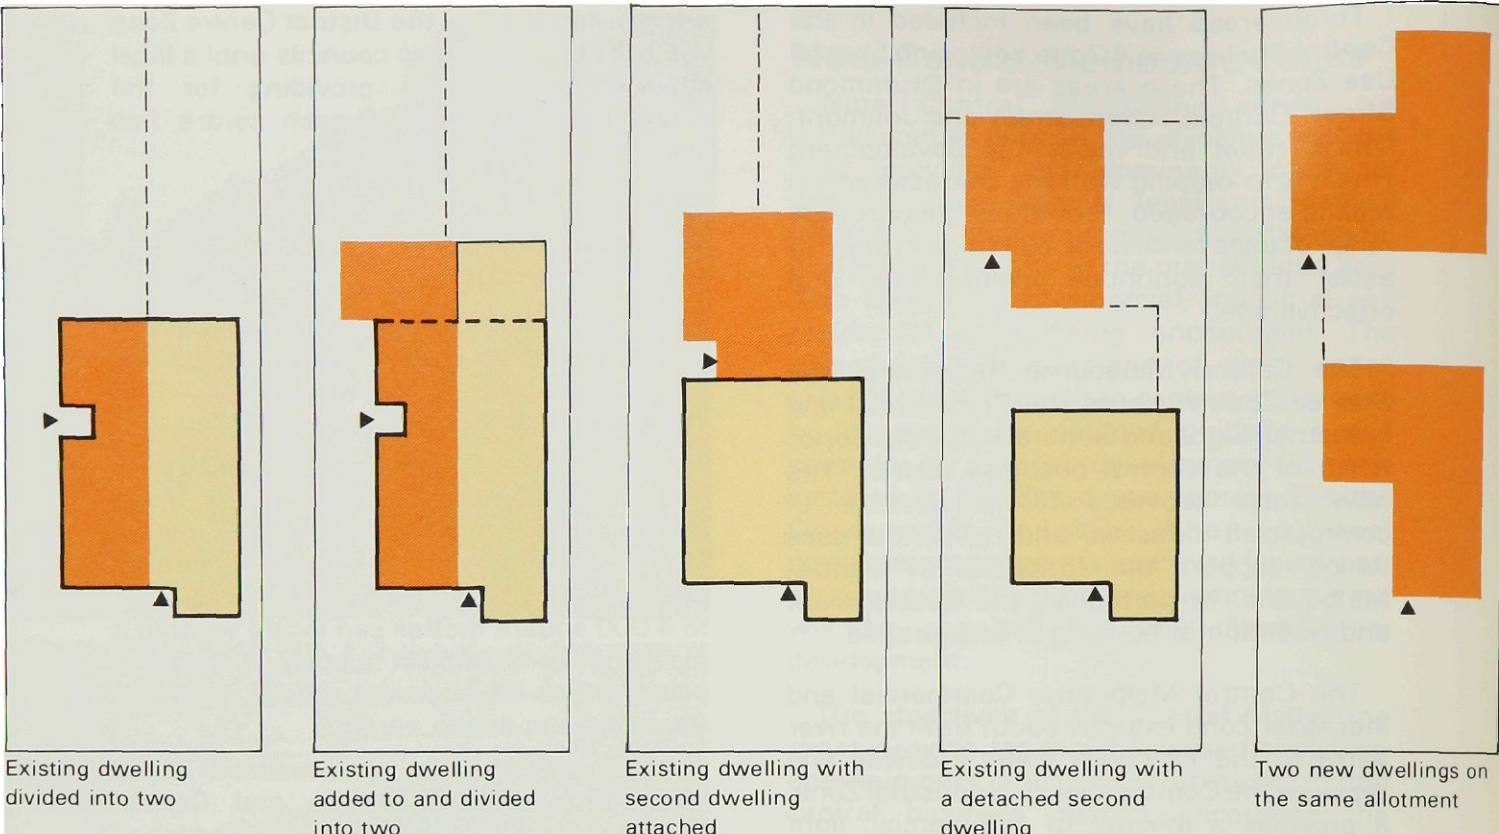 Existing dwelling
divided into two
Existing dwelling
added to and divided
into two
Existing dwelling with
second dwelling
attached
Existing dwelling with
a detached second
dwelling
Two new dwellings on
the same allotment